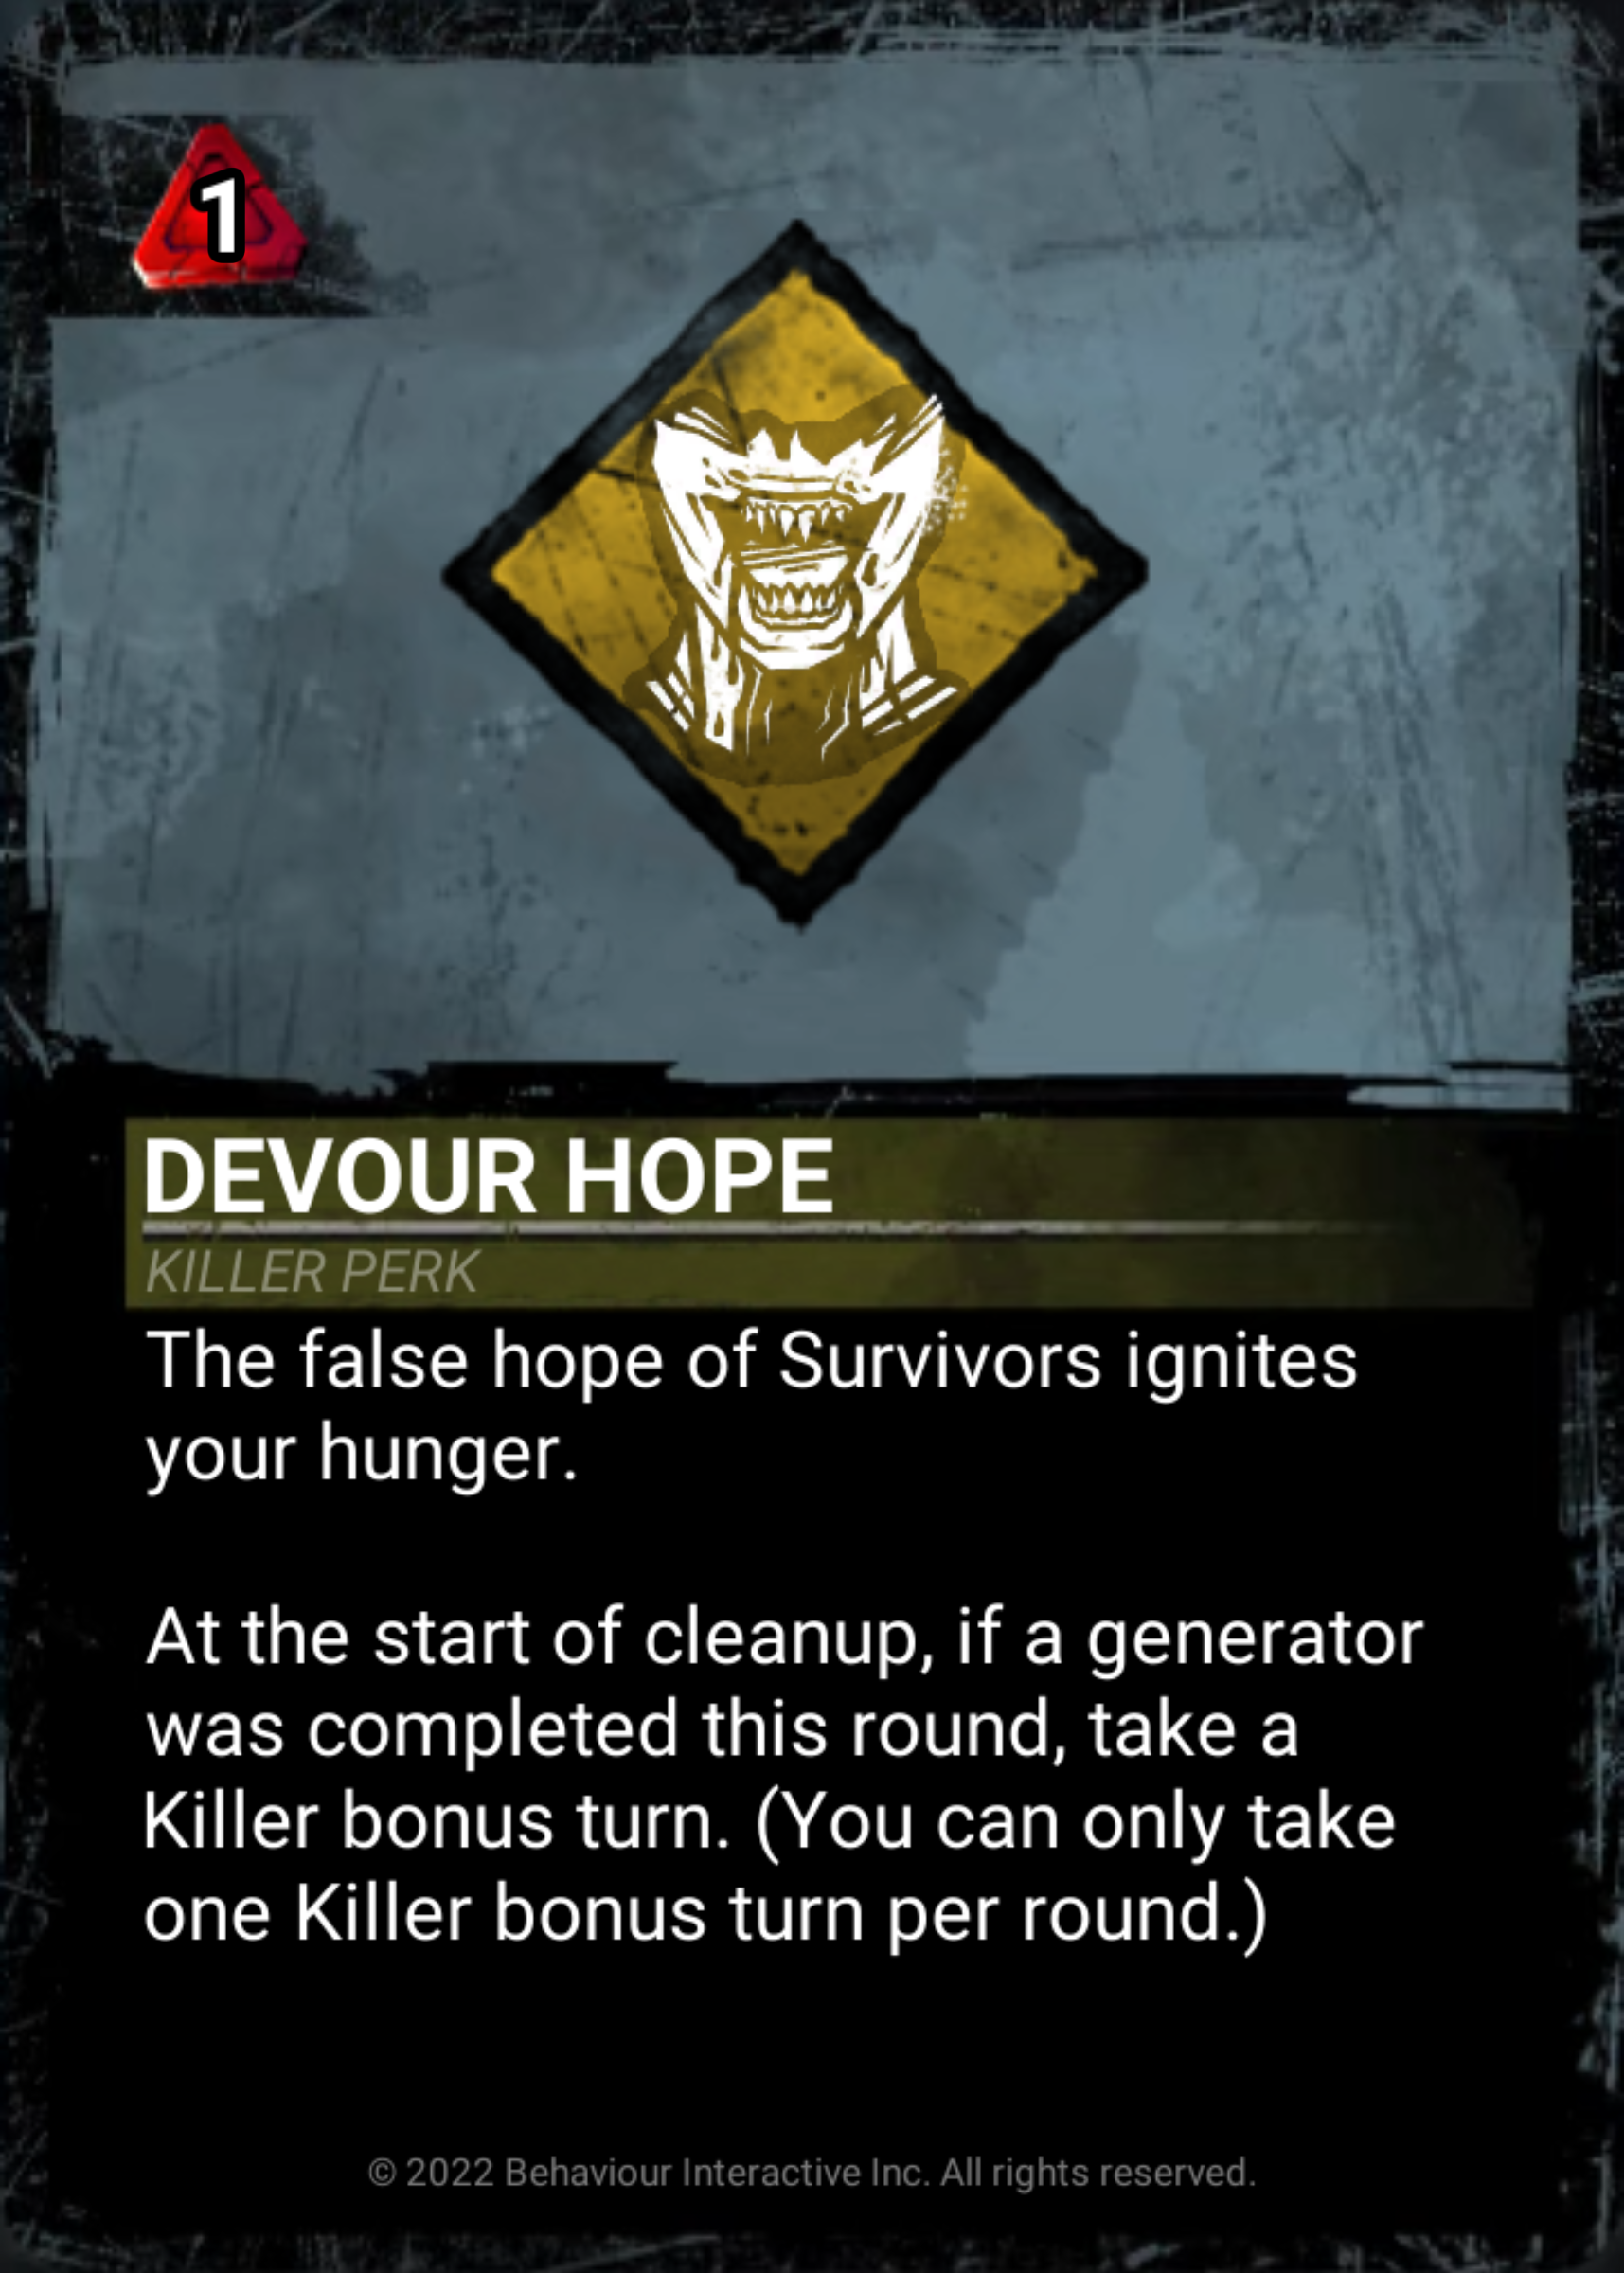 1
DEVOUR HOPE
KILLER PERK
The false hope of Survivors ignites
your hunger.
At the start of cleanup, if a generator
was completed this round, take a
Killer bonus turn. (You can only take
one Killer bonus turn per round.)
© 2022 Behaviour Interactive Inc. All rights reserved.